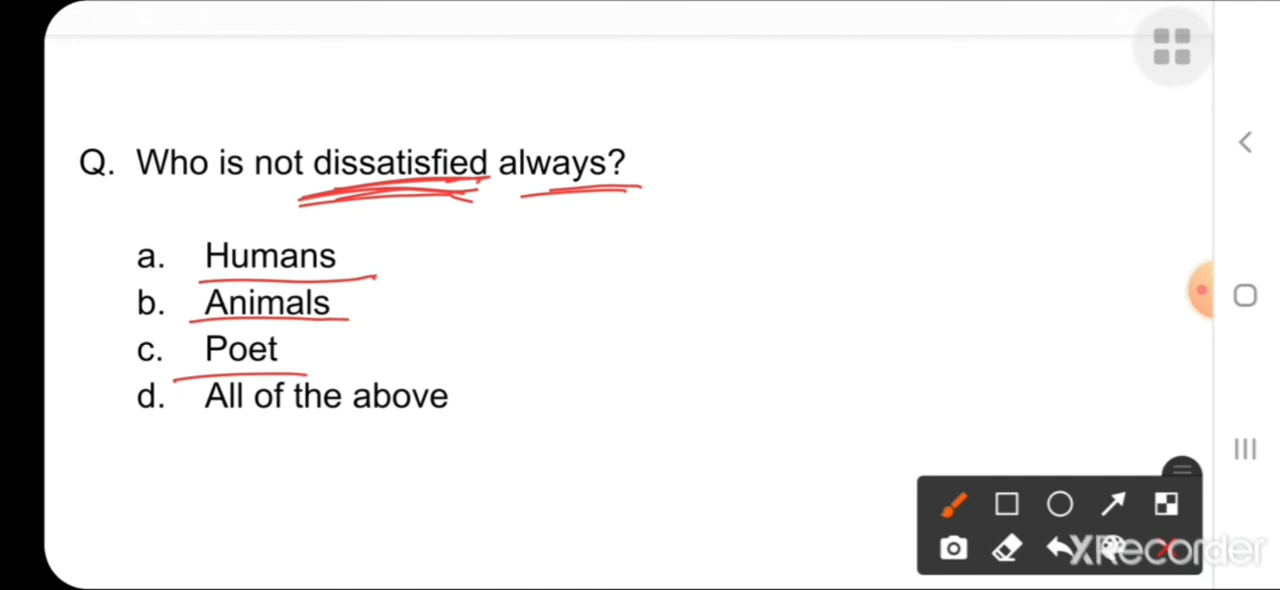 Q. Who is not dissatisfied always?
a. Humans
b. Animals
c. Poet
d. All of the above
XRecorder